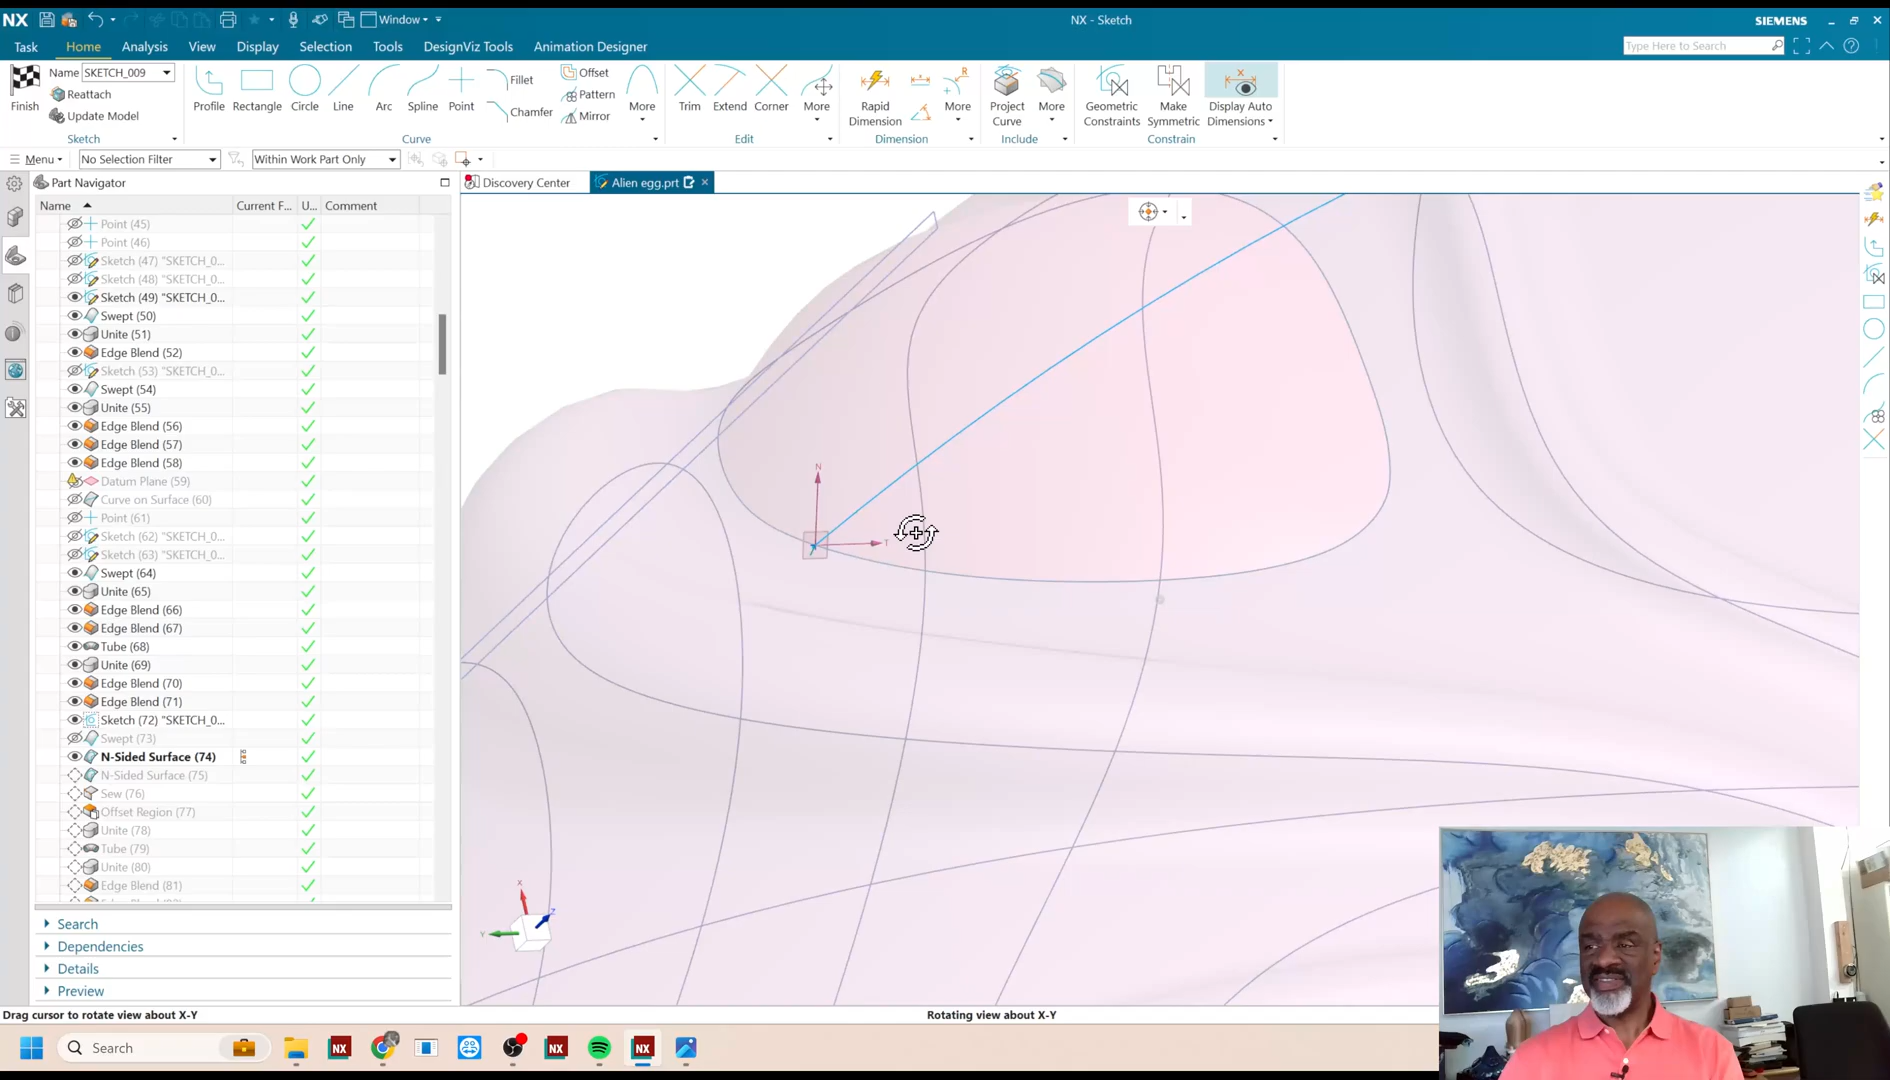 NX
Window
NX - Sketch
SIEMENS
Task
Home
Analysis
View
Display
Selection
Tools
DesignViz Tools
Animation Designer
Type Here to Search
Finish
Name SKETCH_009
Reattach
Update Model
Sketch
Profile
Rectangle
Circle
Line
Arc
Spline
Point
Fillet
Chamfer
Offset
Pattern
Mirror
More
Curve
Trim
Extend
Corner
More
Edit
Rapid
Dimension
More
Dimension
Project
Curve
More
Include
Geometric
Constraints
Make
Symmetric
Display Auto
Dimensions
Constrain
Menu
No Selection Filter
Within Work Part Only
Part Navigator
Discovery Center
Alien egg.prt
Name
Current F...
U...
Comment
Point (45)
Point (46)
Sketch (47) "SKETCH_0...
Sketch (48) "SKETCH_0...
Sketch (49) "SKETCH_0...
Swept (50)
Unite (51)
Edge Blend (52)
Sketch (53) "SKETCH_0...
Swept (54)
Unite (55)
Edge Blend (56)
Edge Blend (57)
Edge Blend (58)
Datum Plane (59)
Curve on Surface (60)
Point (61)
Sketch (62) "SKETCH_0...
Sketch (63) "SKETCH_0...
Swept (64)
Unite (65)
Edge Blend (66)
Edge Blend (67)
Tube (68)
Unite (69)
Edge Blend (70)
Edge Blend (71)
Sketch (72) "SKETCH_0...
Swept (73)
N-Sided Surface (74)
N-Sided Surface (75)
Sew (76)
Offset Region (77)
Unite (78)
Tube (79)
Unite (80)
Edge Blend (81)
Search
Dependencies
Details
Preview
N
T
X
Y
Z
Drag cursor to rotate view about X-Y
Rotating view about X-Y
Search
NX
NX
NX